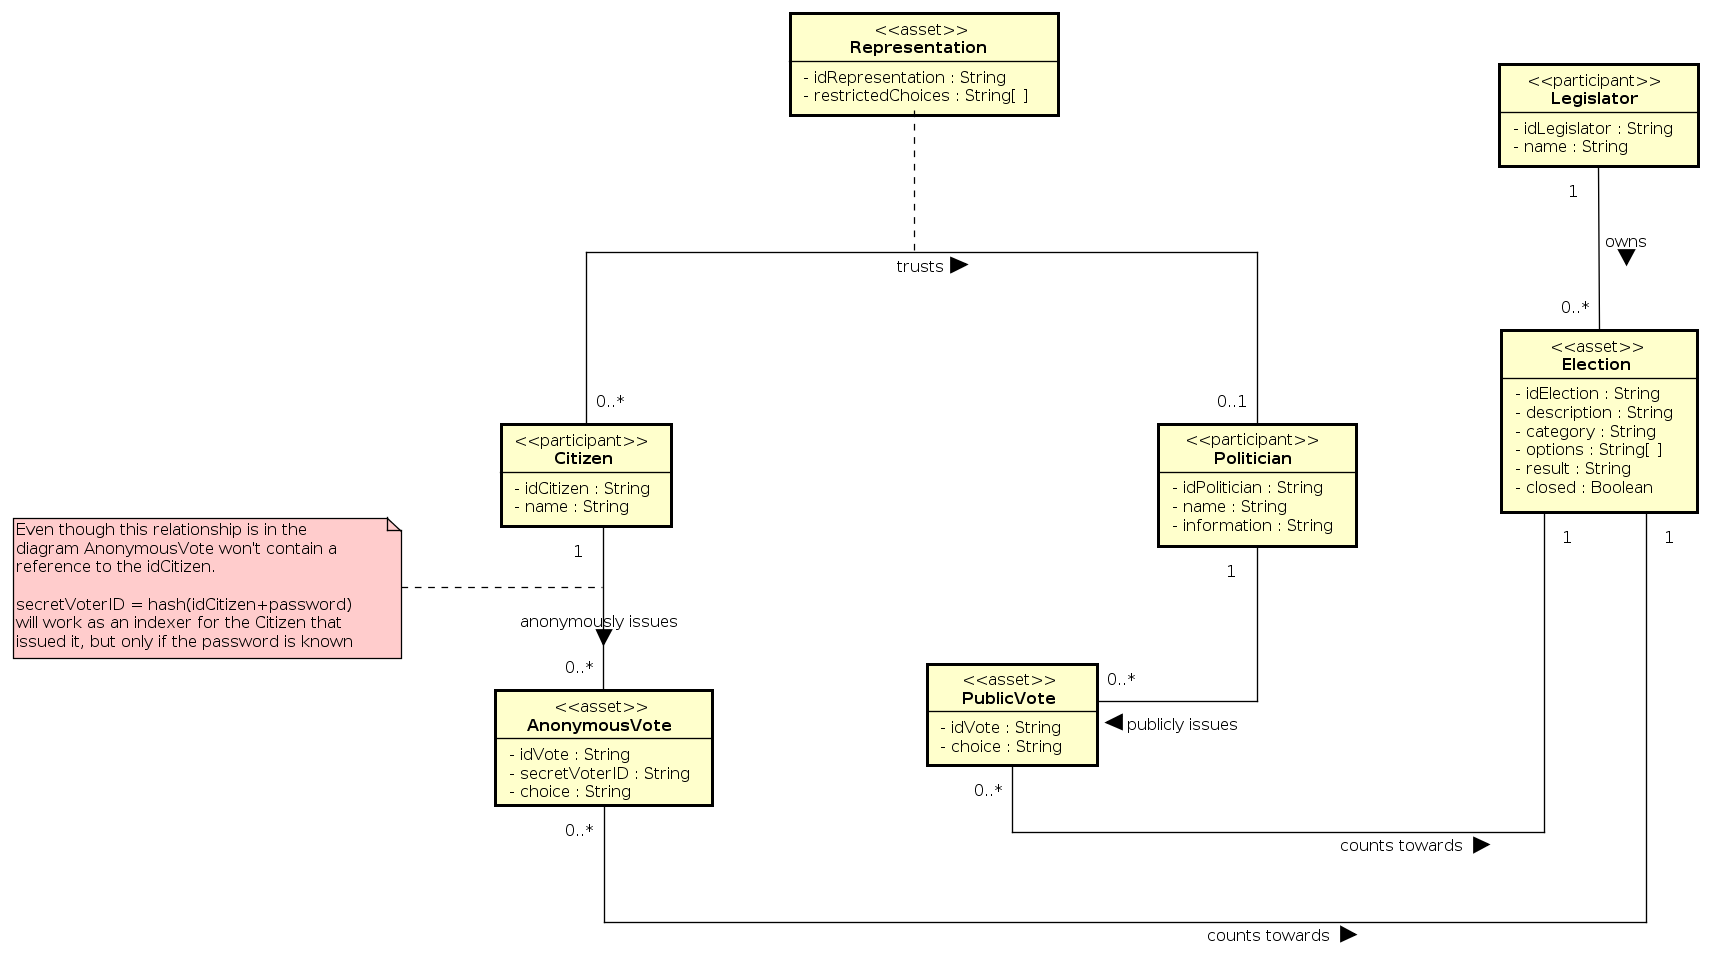 <<asset>>
Representation
- idRepresentation : String
- restrictedChoices : String[ ]
<<participant>>
Legislator
- idLegislator : String
- name : String
1
owns
0..*
trusts
<<asset>>
Election
- idElection : String
- description : String
- category : String
- options : String[ ]
- result : String
- closed : Boolean
1
1
0..*
0..1
<<participant>>
Citizen
- idCitizen : String
- name : String
<<participant>>
Politician
- idPolitician : String
- name : String
- information : String
Even though this relationship is in the
diagram AnonymousVote won't contain a
reference to the idCitizen.
secretVoterID = hash(idCitizen+password)
will work as an indexer for the Citizen that
issued it, but only if the password is known
1
anonymously issues
0..*
1
0..*
publicly issues
<<asset>>
PublicVote
- idVote : String
- choice : String
0..*
<<asset>>
AnonymousVote
- idVote : String
- secretVoterID : String
- choice : String
0..*
counts towards
counts towards